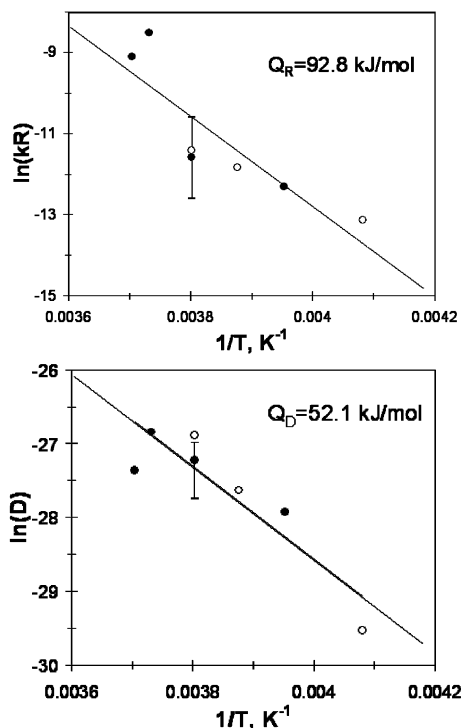 -9
-11
-13
-15
ln(kR)
Q_R=92.8 kJ/mol
0.0036
0.0038
0.004
0.0042
1/T, K⁻¹
-26
-27
-28
-29
-30
ln(D)
Q_D=52.1 kJ/mol
0.0036
0.0038
0.004
0.0042
1/T, K⁻¹